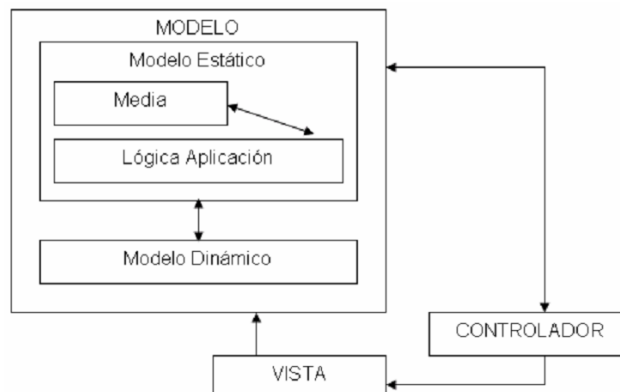 MODELO
Modelo Estático
Media
Lógica Aplicación
Modelo Dinámico
CONTROLADOR
VISTA